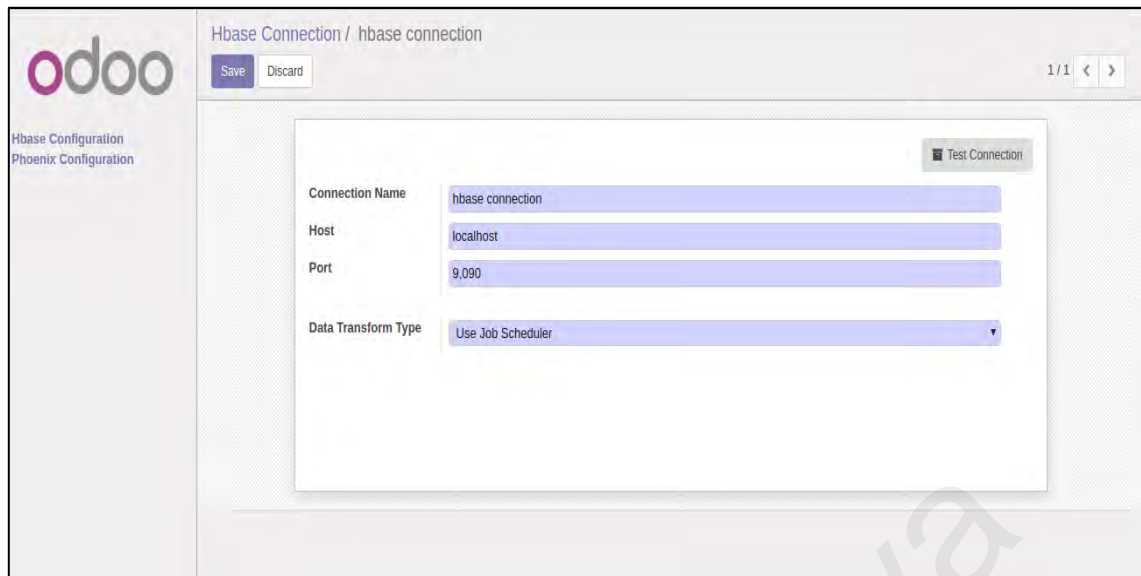 odoo
Hbase Configuration
Phoenix Configuration
Hbase Connection / hbase connection
Save Discard
1 / 1
Test Connection
Connection Name hbase connection
Host localhost
Port 9,090
Data Transform Type Use Job Scheduler